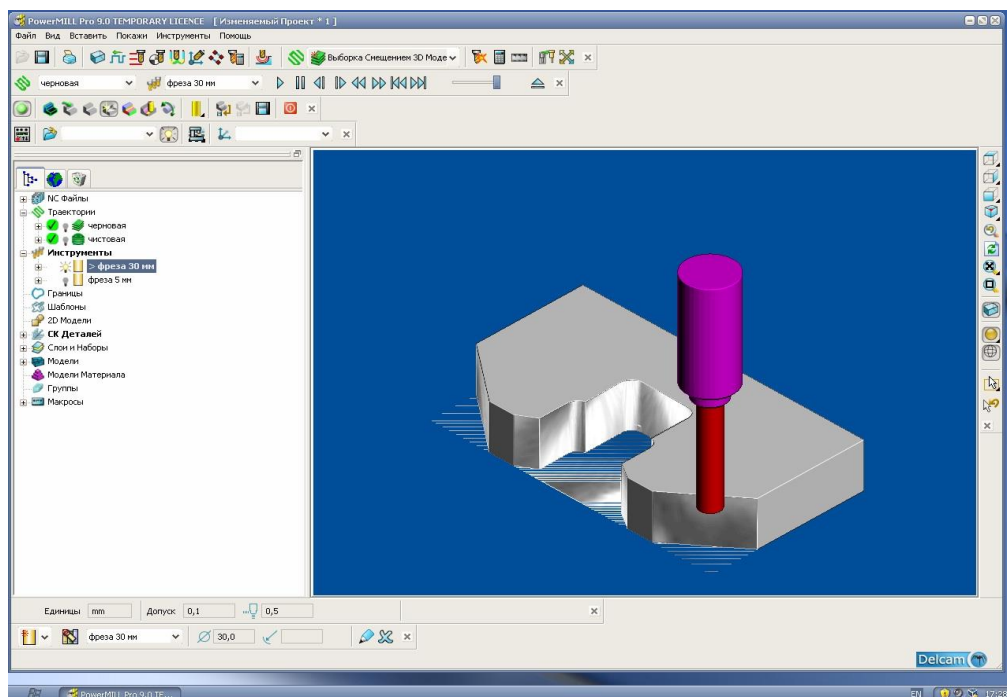 PowerMILL Pro 9.0 TEMPORARY LICENCE [ Изменяемый Проект * 1 ]
Файл Вид Вставить Покажи Инструменты Помощь
Выборка Смещением 3D Моде
черновая фреза 30 мм
NC Файлы
Траектории
черновая
чистовая
Инструменты
> фреза 30 мм
фреза 5 мм
Границы
Шаблоны
2D Модели
СК Деталей
Слои и Наборы
Модели
Модели Материала
Группы
Макросы
Единицы mm Допуск 0,1 0,5
фреза 30 мм 30,0
Delcam
PowerMILL Pro 9.0 TE... EN 17:28